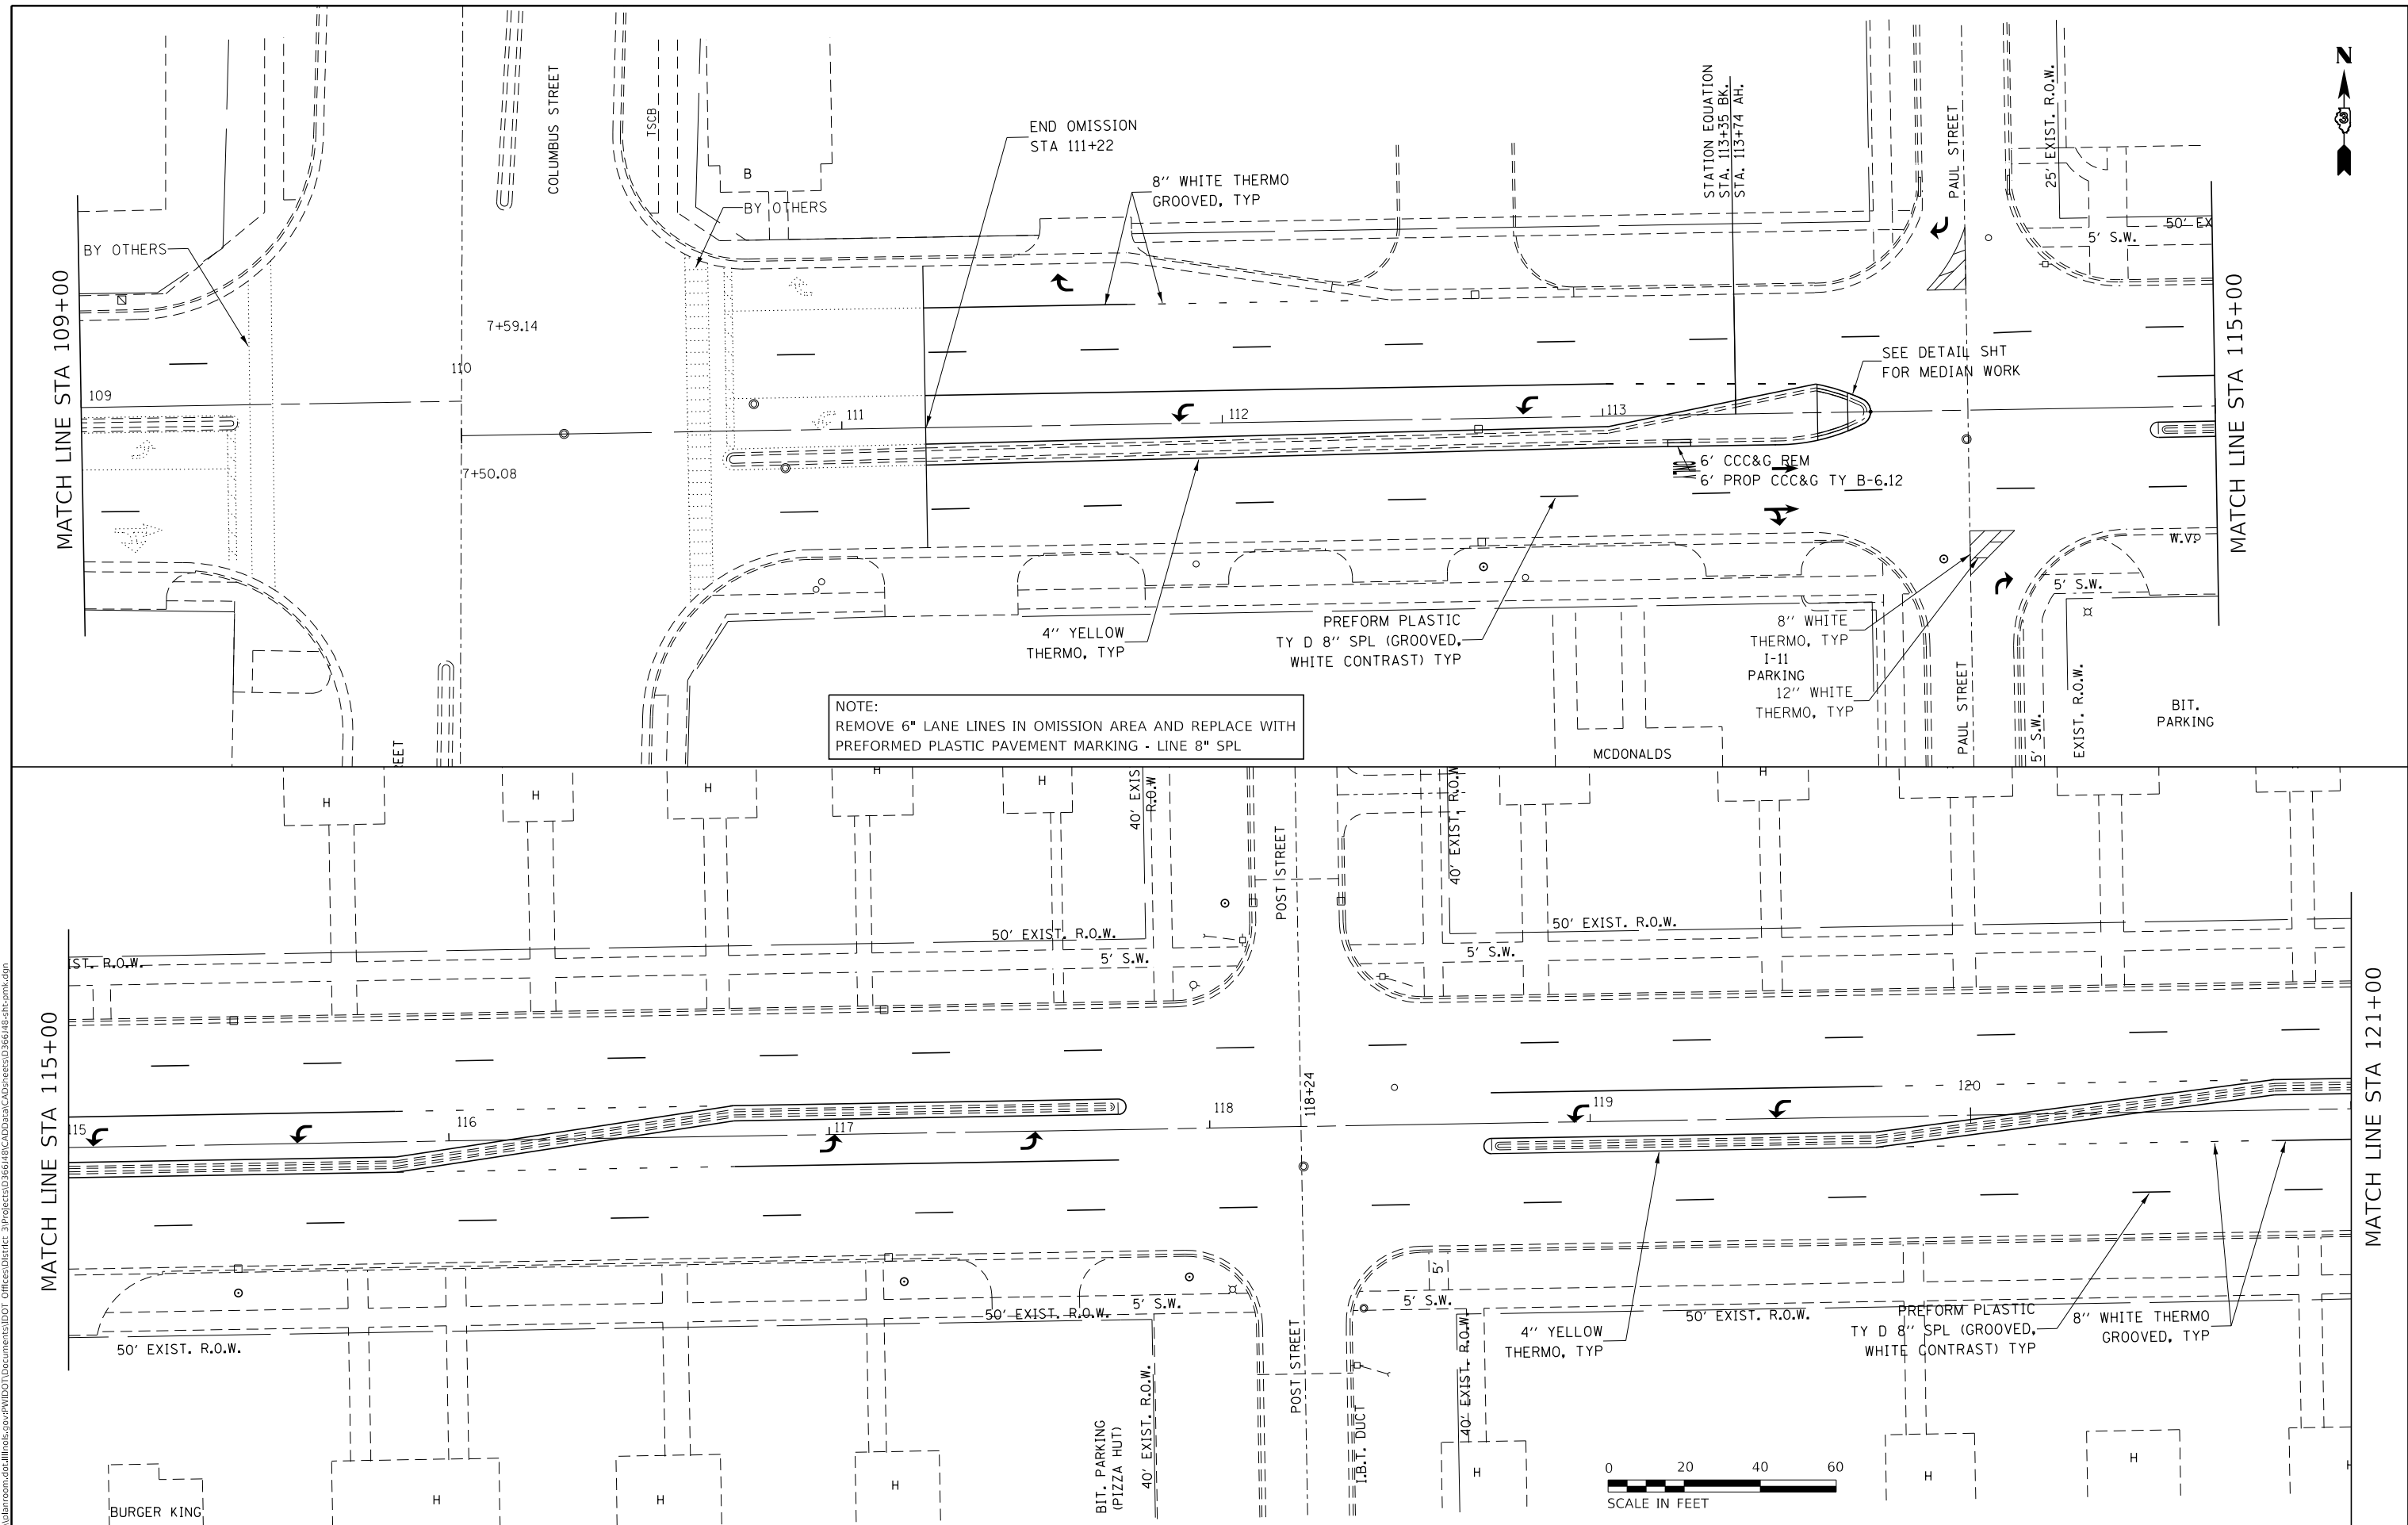 N
3
COLUMBUS STREET
TSCB
B
END OMISSION
STA 111+22
BY OTHERS
BY OTHERS
8'' WHITE THERMO
GROOVED, TYP
STATION EQUATION
STA. 113+35 BK.
STA. 113+74 AH.
PAUL STREET
25' EXIST. R.O.W.
5' S.W.
50' EX
MATCH LINE STA 109+00
7+59.14
110
109
111
112
113
SEE DETAIL SHT
FOR MEDIAN WORK
MATCH LINE STA 115+00
7+50.08
6' CCC&G REM
6' PROP CCC&G TY B-6.12
W.V.
5' S.W.
4'' YELLOW
THERMO, TYP
PREFORM PLASTIC
TY D 8'' SPL (GROOVED,
WHITE CONTRAST) TYP
8'' WHITE
THERMO, TYP
I-11
PARKING
12'' WHITE
THERMO, TYP
PAUL STREET
5' S.W.
EXIST. R.O.W.
BIT.
PARKING
NOTE:
REMOVE 6" LANE LINES IN OMISSION AREA AND REPLACE WITH
PREFORMED PLASTIC PAVEMENT MARKING - LINE 8" SPL
MCDONALDS
EET
H
H
H
H
H
H
H
40' EXIS
R.O.W
POST STREET
40' EXIST. R.O.W
50' EXIST. R.O.W.
5' S.W.
50' EXIST. R.O.W.
5' S.W.
IST. R.O.W.
MATCH LINE STA 115+00
115
116
117
118
118+24
119
120
MATCH LINE STA 121+00
50' EXIST. R.O.W.
50' EXIST. R.O.W.
5' S.W.
5'
5' S.W.
50' EXIST. R.O.W.
4'' YELLOW
THERMO, TYP
PREFORM PLASTIC
TY D 8'' SPL (GROOVED,
WHITE CONTRAST) TYP
8'' WHITE THERMO
GROOVED, TYP
POST STREET
40' EXIST. R.O.W.
40' EXIST. R.O.W.
BIT. PARKING
(PIZZA HUT)
I.B.T. DUCT
BURGER KING
H
H
H
H
H
H
H
0 20 40 60
SCALE IN FEET